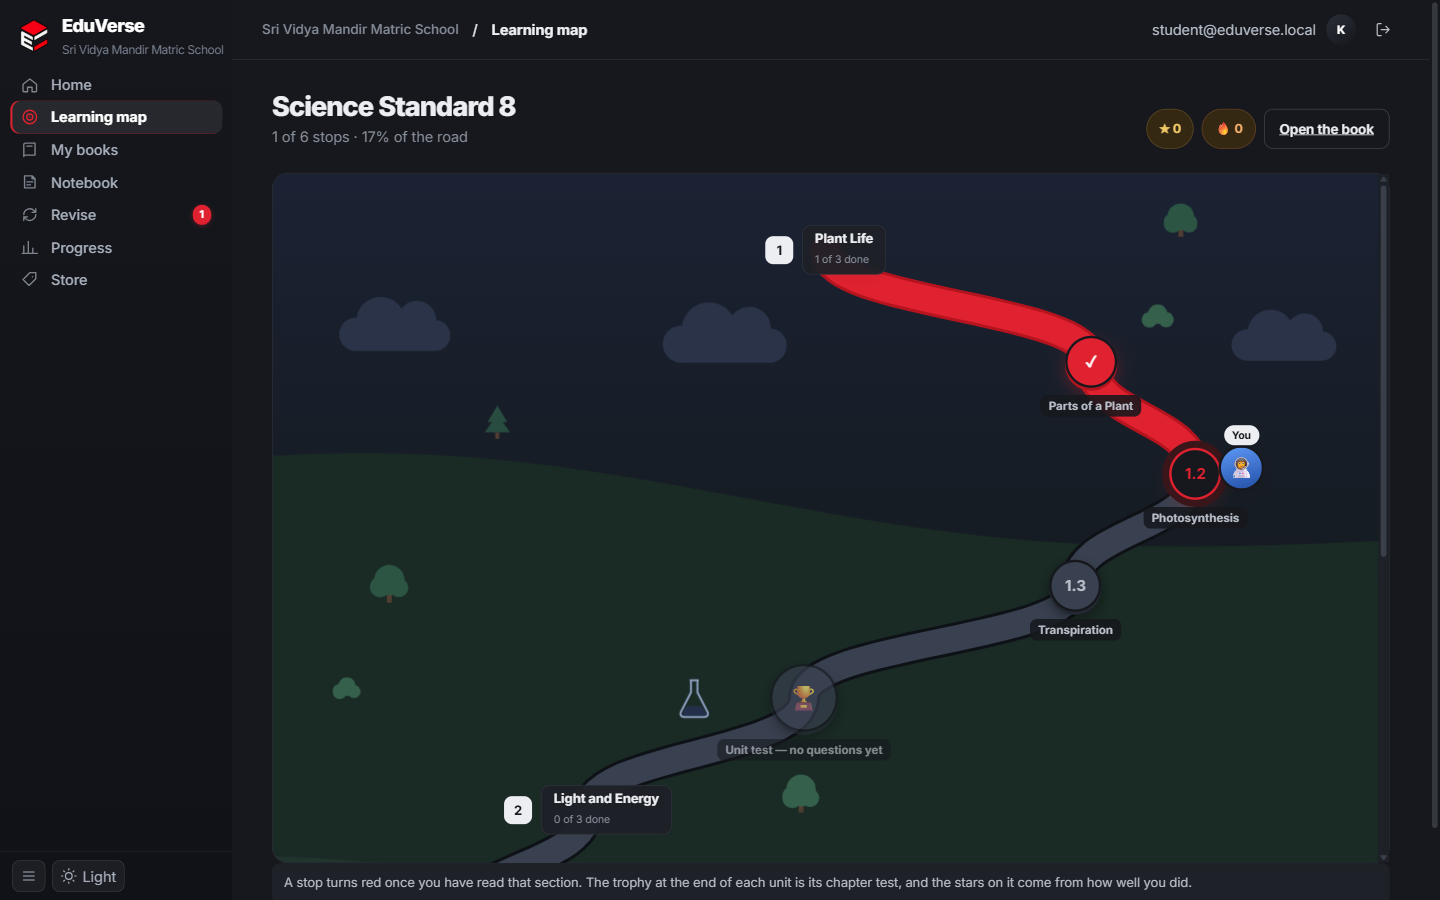 EduVerse
Sri Vidya Mandir Matric School
Home
Learning map
My books
Notebook
Revise
1
Progress
Store
Light
Sri Vidya Mandir Matric School / Learning map
student@eduverse.local
K
Science Standard 8
1 of 6 stops · 17% of the road
★ 0
0
Open the book
1
Plant Life
1 of 3 done
✓
Parts of a Plant
You
1.2
Photosynthesis
1.3
Transpiration
Unit test — no questions yet
2
Light and Energy
0 of 3 done
A stop turns red once you have read that section. The trophy at the end of each unit is its chapter test, and the stars on it come from how well you did.